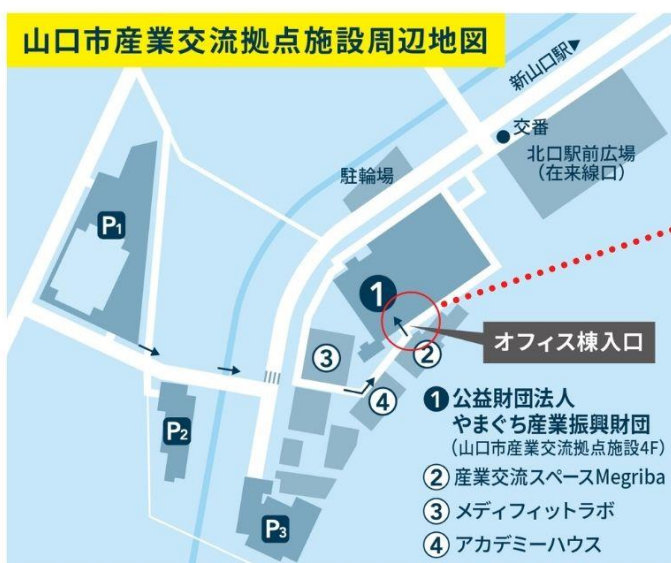 山口市産業交流拠点施設周辺地図
新山口駅▼
交番
北口駅前広場
(在来線口)
駐輪場
P1
1
オフィス棟入口
3
2
4
P2
P3
1 公益財団法人
やまぐち産業振興財団
(山口市産業交流拠点施設4F)
2 産業交流スペースMegriba
3 メディフィットラボ
4 アカデミーハウス